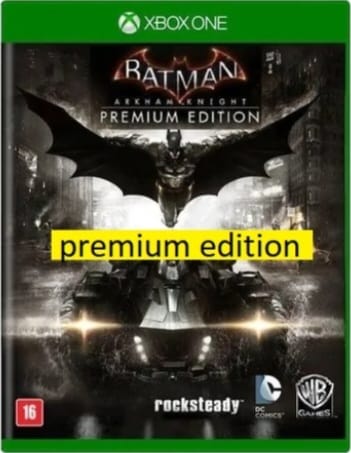 XBOX ONE
BATMAN
ARKHAM KNIGHT
PREMIUM EDITION
premium edition
16
rocksteady
DC
COMICS
WB
GAMES